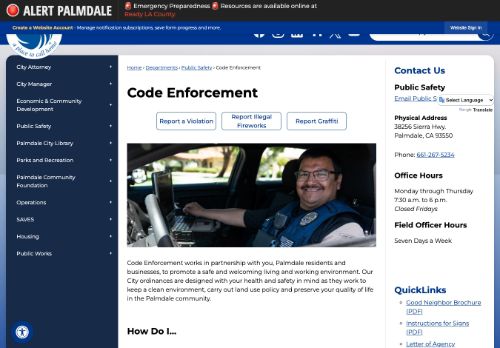 ALERT PALMDALE
🚨 Emergency Preparedness 🚨 Resources are available online at
Ready LA County.
Create a Website Account - Manage notification subscriptions, save form progress and more.
Website Sign In
a place to call home
City Attorney
City Manager
Economic & Community
Development
Public Safety
Palmdale City Library
Parks and Recreation
Palmdale Community
Foundation
Operations
SAVES
Housing
Public Works
Home › Departments › Public Safety › Code Enforcement
Code Enforcement
Report a Violation
Report Illegal
Fireworks
Report Graffiti
Code Enforcement works in partnership with you, Palmdale residents and
businesses, to promote a safe and welcoming living and working environment. Our
City ordinances are designed with your health and safety in mind as they work to
keep a clean environment, carry out land use policy and preserve your quality of life
in the Palmdale community.
How Do I...
Contact Us
Public Safety
Email Public S
Select Language
Google Translate
Physical Address
38256 Sierra Hwy.
Palmdale, CA 93550
Phone: 661-267-5234
Office Hours
Monday through Thursday
7:30 a.m. to 6 p.m.
Closed Fridays
Field Officer Hours
Seven Days a Week
QuickLinks
Good Neighbor Brochure
(PDF)
Instructions for Signs
(PDF)
Letter of Agency